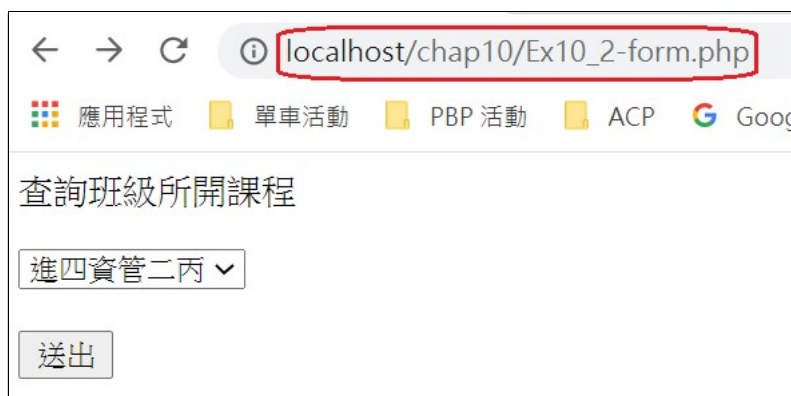 localhost/chap10/Ex10_2-form.php
應用程式 單車活動 PBP 活動 ACP Goog
查詢班級所開課程
進四資管二丙
送出